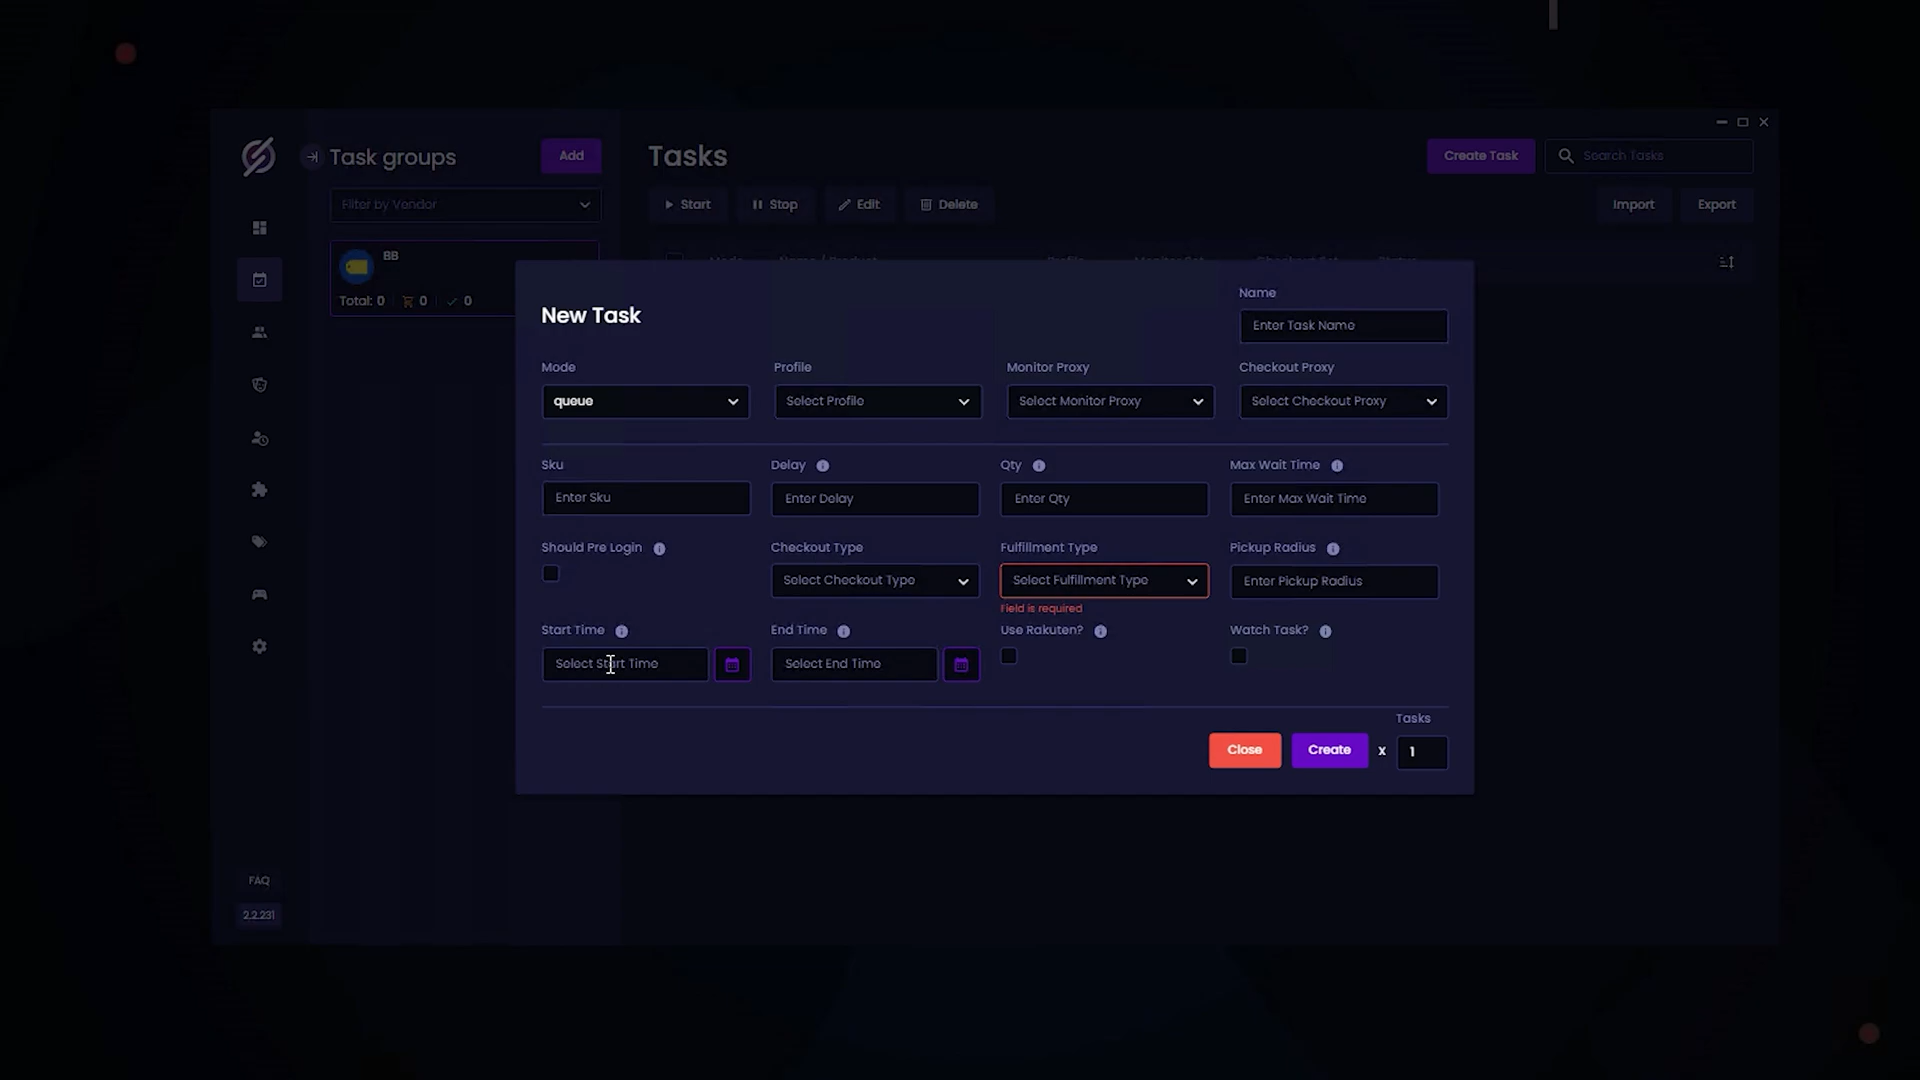 Task groups
Add
Tasks
Create Task
Search Tasks
Filter by Vendor
Start
Stop
Edit
Delete
Import
Export
BB
Total: 0
0
0
Mode
Name / Product
Profile
Status
New Task
Name
Enter Task Name
Mode
Profile
Monitor Proxy
Checkout Proxy
queue
Select Profile
Select Monitor Proxy
Select Checkout Proxy
Sku
Delay
Qty
Max Wait Time
Enter Sku
Enter Delay
Enter Qty
Enter Max Wait Time
Should Pre Login
Checkout Type
Fulfillment Type
Pickup Radius
Select Checkout Type
Select Fulfillment Type
Enter Pickup Radius
Field is required
Start Time
End Time
Use Rakuten?
Watch Task?
Select Start Time
Select End Time
Tasks
Close
Create
x
1
FAQ
2.2.231